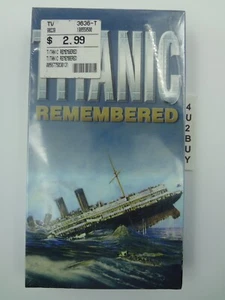 TV 3636-T
$ 2.99
TITANIC REMEMBERED
TITANIC REMEMBERED
TITANIC
REMEMBERED
4U2BUY